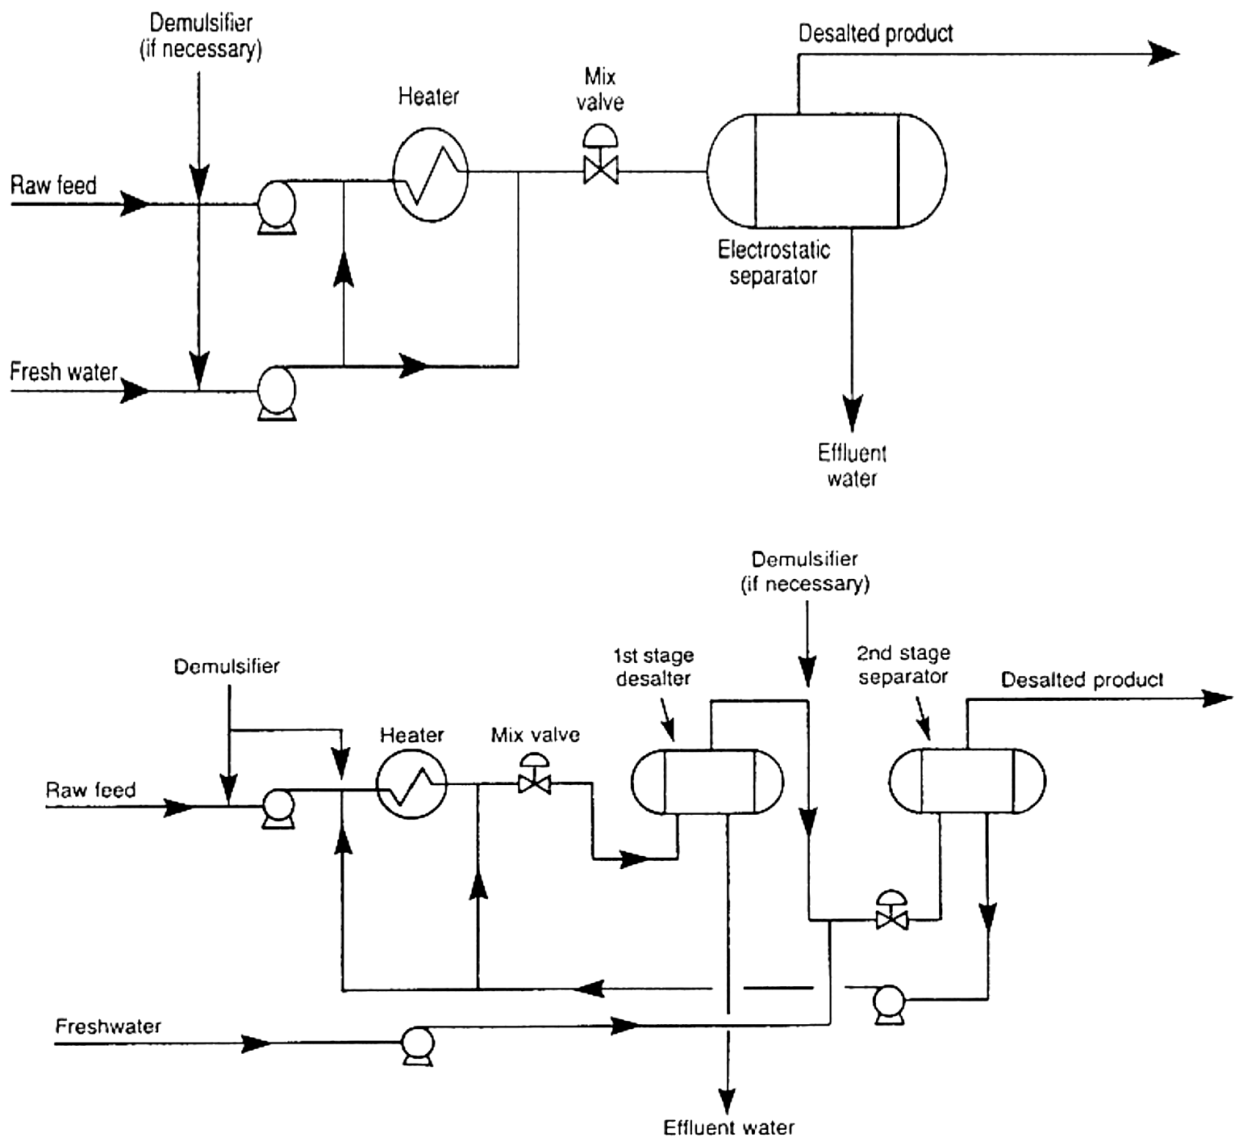 Demulsifier
(if necessary)
Desalted product
Heater
Mix
valve
Raw feed
Electrostatic
separator
Fresh water
Effluent
water
Demulsifier
(if necessary)
Demulsifier
1st stage
desalter
2nd stage
separator
Desalted product
Heater
Mix valve
Raw feed
Freshwater
Effluent water